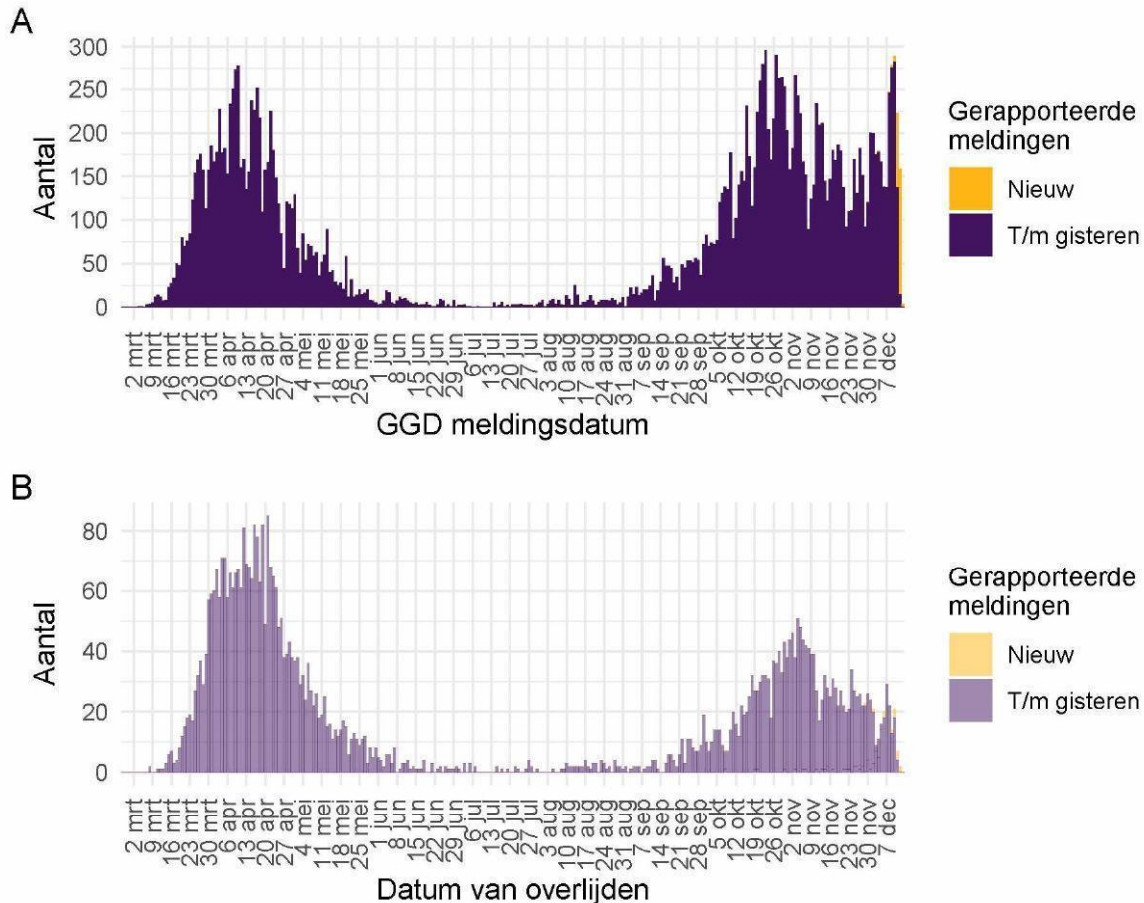 A
300
250
200
150
100
50
0
Aantal
2 mrt
9 mrt
16 mrt
23 mrt
30 mrt
6 apr
13 apr
20 apr
27 apr
4 mei
11 mei
18 mei
25 mei
1 jun
8 jun
15 jun
22 jun
29 jun
6 jul
13 jul
20 jul
27 jul
3 aug
10 aug
17 aug
24 aug
31 aug
7 sep
14 sep
21 sep
28 sep
5 okt
12 okt
19 okt
26 okt
2 nov
9 nov
16 nov
23 nov
30 nov
7 dec
GGD meldingsdatum
Gerapporteerde
meldingen
Nieuw
T/m gisteren
B
80
60
40
20
0
Aantal
2 mrt
9 mrt
16 mrt
23 mrt
30 mrt
6 apr
13 apr
20 apr
27 apr
4 mei
11 mei
18 mei
25 mei
1 jun
8 jun
15 jun
22 jun
29 jun
6 jul
13 jul
20 jul
27 jul
3 aug
10 aug
17 aug
24 aug
31 aug
7 sep
14 sep
21 sep
28 sep
5 okt
12 okt
19 okt
26 okt
2 nov
9 nov
16 nov
23 nov
30 nov
7 dec
Datum van overlijden
Gerapporteerde
meldingen
Nieuw
T/m gisteren